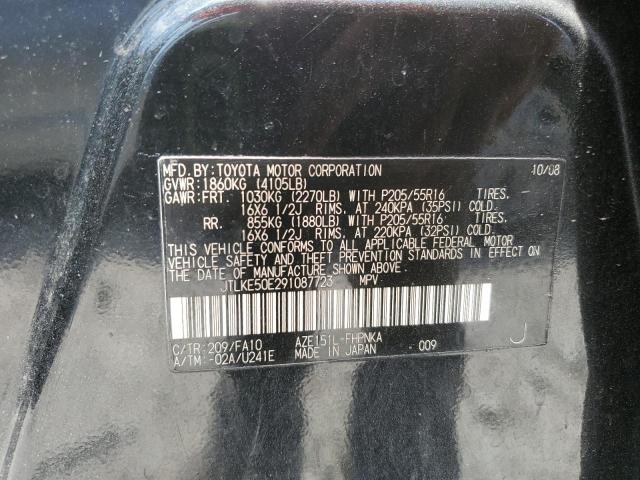 MFD. BY: TOYOTA MOTOR CORPORATION 10/08
GVWR: 1860KG (4105LB)
GAWR: FRT. 1030KG (2270LB) WITH P205/55R16 TIRES,
16X6 1/2J RIMS, AT 240KPA (35PSI) COLD.
RR. 855KG (1880LB) WITH P205/55R16 TIRES,
16X6 1/2J RIMS, AT 220KPA (32PSI) COLD.
THIS VEHICLE CONFORMS TO ALL APPLICABLE FEDERAL MOTOR
VEHICLE SAFETY AND THEFT PREVENTION STANDARDS IN EFFECT ON
THE DATE OF MANUFACTURE SHOWN ABOVE.
JTLKE50E291087723 MPV
C/TR: 209/FA10 AZE151L-FHPNKA
A/TM: -02A/U241E MADE IN JAPAN 009 J